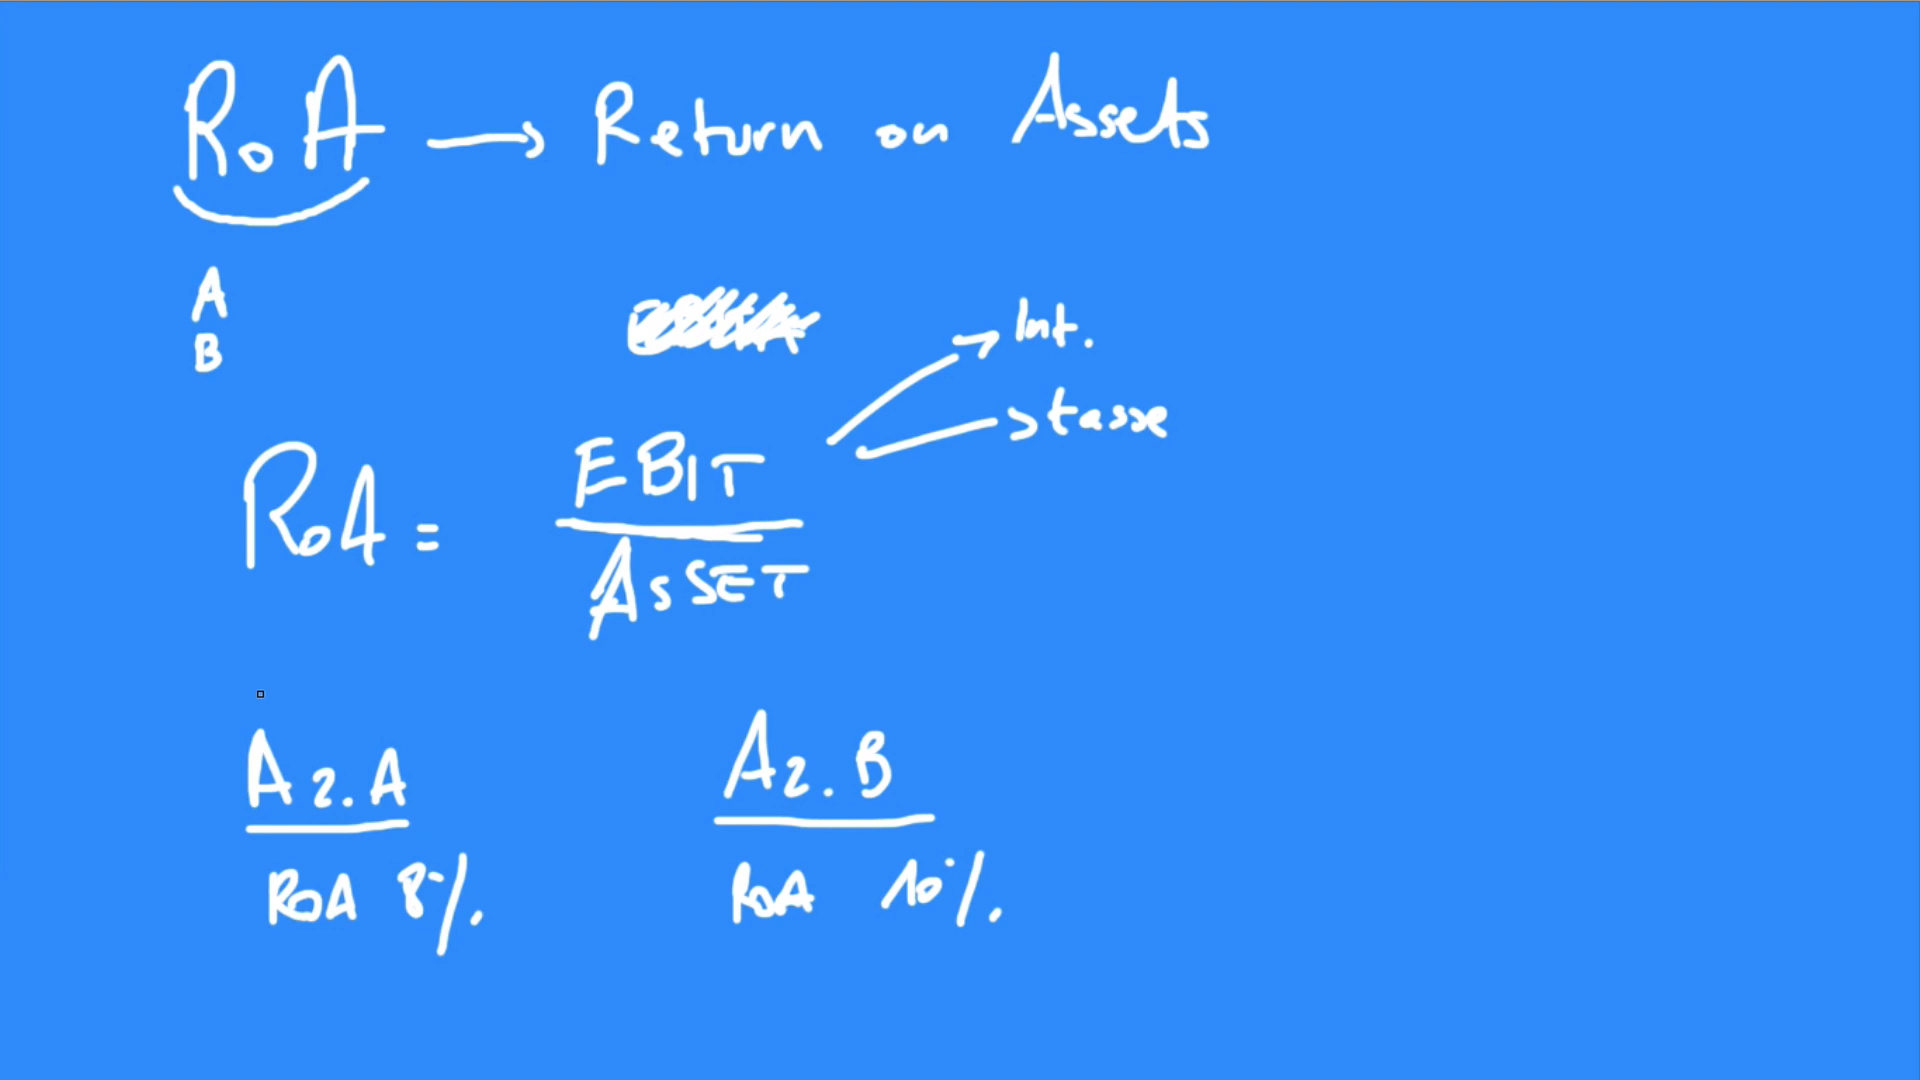 RoA → Return on Assets
A
B
Int.
tasse
RoA = EBIT
ASSET
Az. A
Az. B
RoA 8%.
RoA 10%.